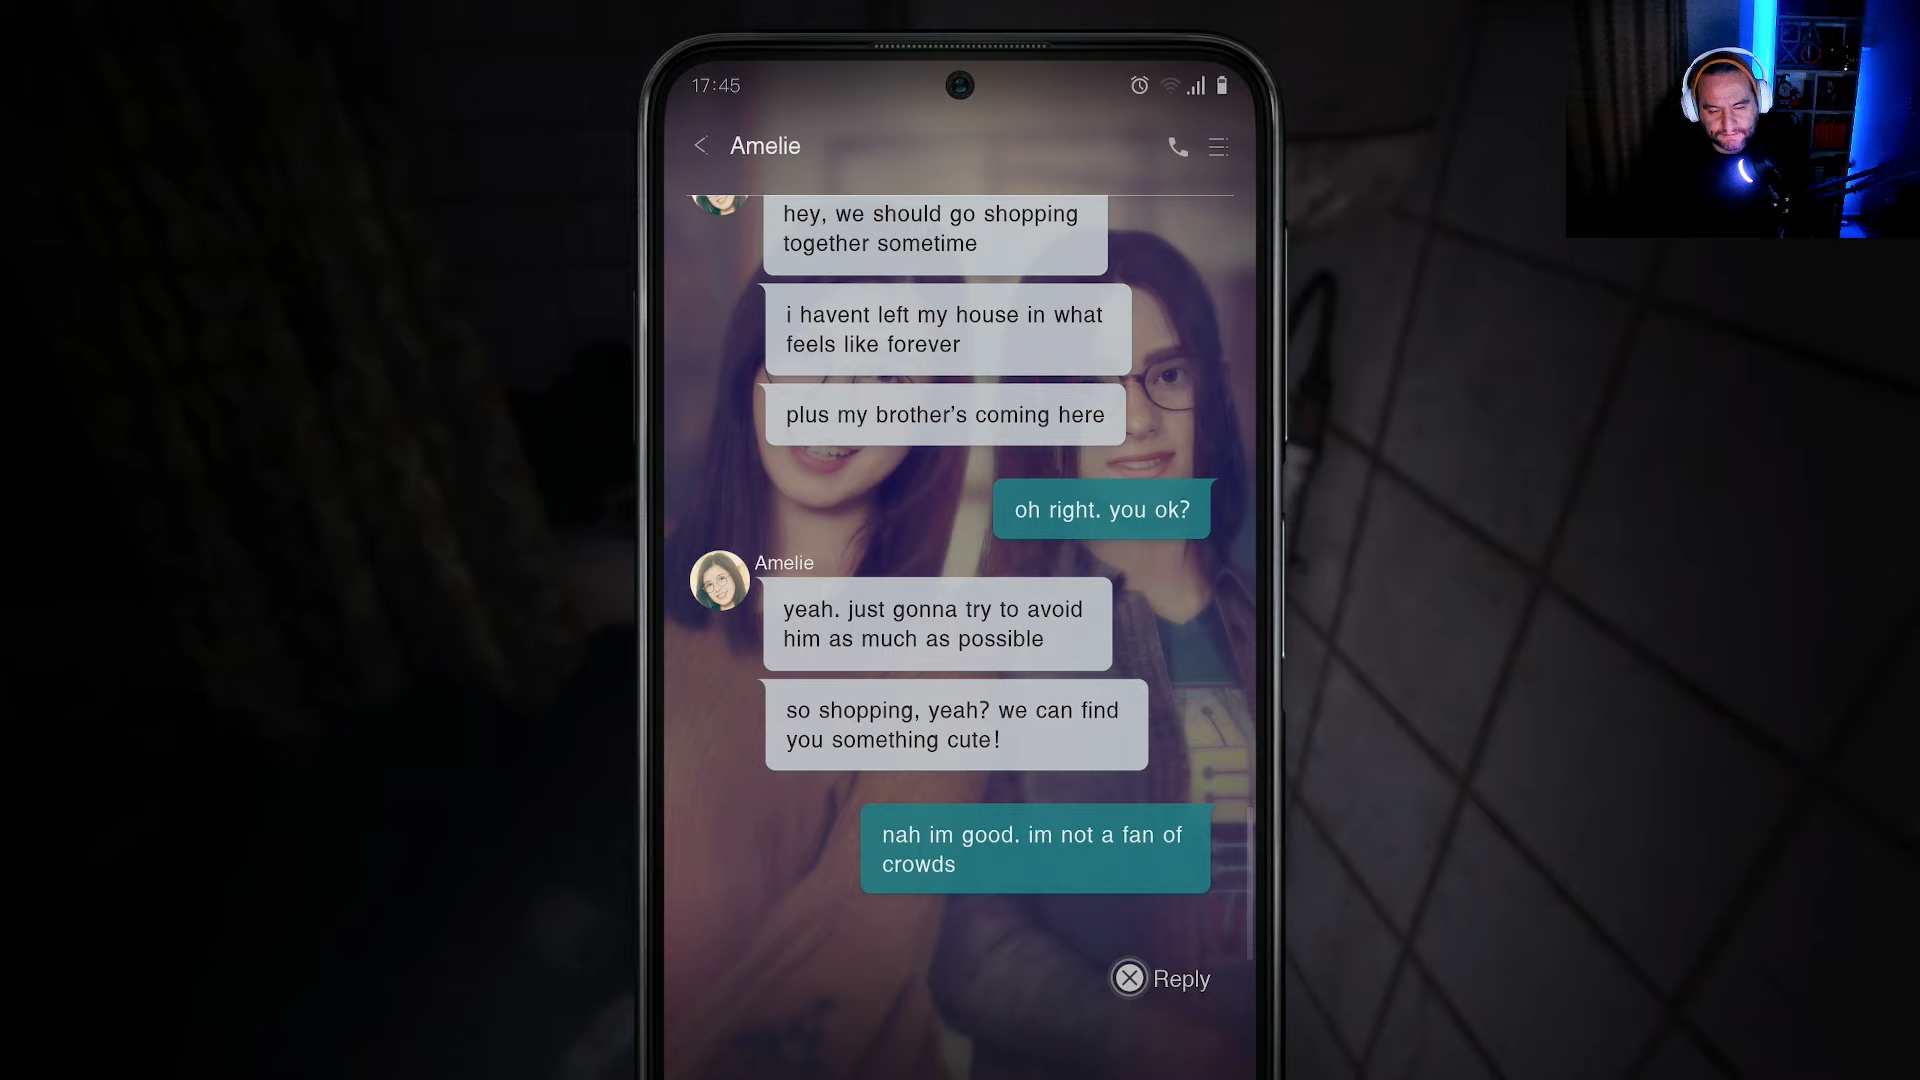 17:45
Amelie
hey, we should go shopping
together sometime
i havent left my house in what
feels like forever
plus my brother’s coming here
oh right. you ok?
Amelie
yeah. just gonna try to avoid
him as much as possible
so shopping, yeah? we can find
you something cute!
nah im good. im not a fan of
crowds
Reply